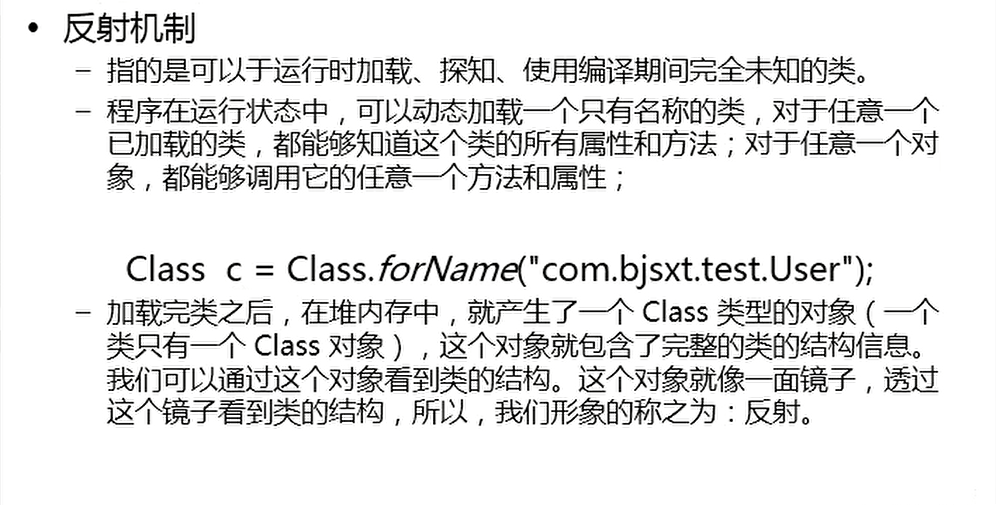 • 反射机制
– 指的是可以于运行时加载、探知、使用编译期间完全未知的类。
– 程序在运行状态中，可以动态加载一个只有名称的类，对于任意一个
已加载的类，都能够知道这个类的所有属性和方法；对于任意一个对
象，都能够调用它的任意一个方法和属性；
Class c = Class.forName("com.bjsxt.test.User");
– 加载完类之后，在堆内存中，就产生了一个 Class 类型的对象（一个
类只有一个 Class 对象），这个对象就包含了完整的类的结构信息。
我们可以通过这个对象看到类的结构。这个对象就像一面镜子，透过
这个镜子看到类的结构，所以，我们形象的称之为：反射。